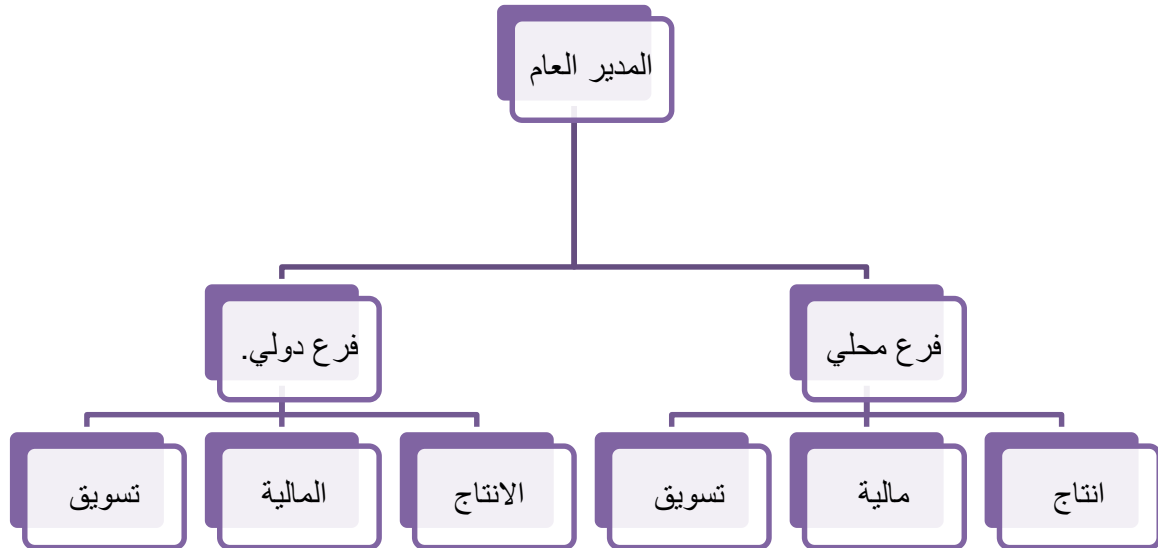 المدير العام
فرع محلي
فرع دولي.
انتاج
مالية
تسويق
الانتاج
المالية
تسويق